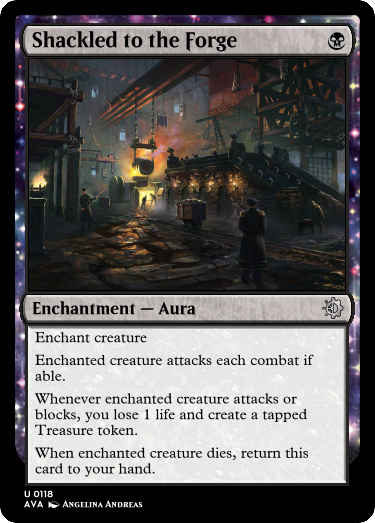 Shackled to the Forge
Enchantment — Aura
Enchant creature
Enchanted creature attacks each combat if
able.
Whenever enchanted creature attacks or
blocks, you lose 1 life and create a tapped
Treasure token.
When enchanted creature dies, return this
card to your hand.
U 0118
AVA Angelina Andreas